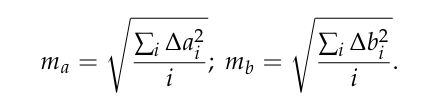 $m_a = \sqrt{\frac{\sum_i \Delta a_i^2}{i}}; \; m_b = \sqrt{\frac{\sum_i \Delta b_i^2}{i}}.$